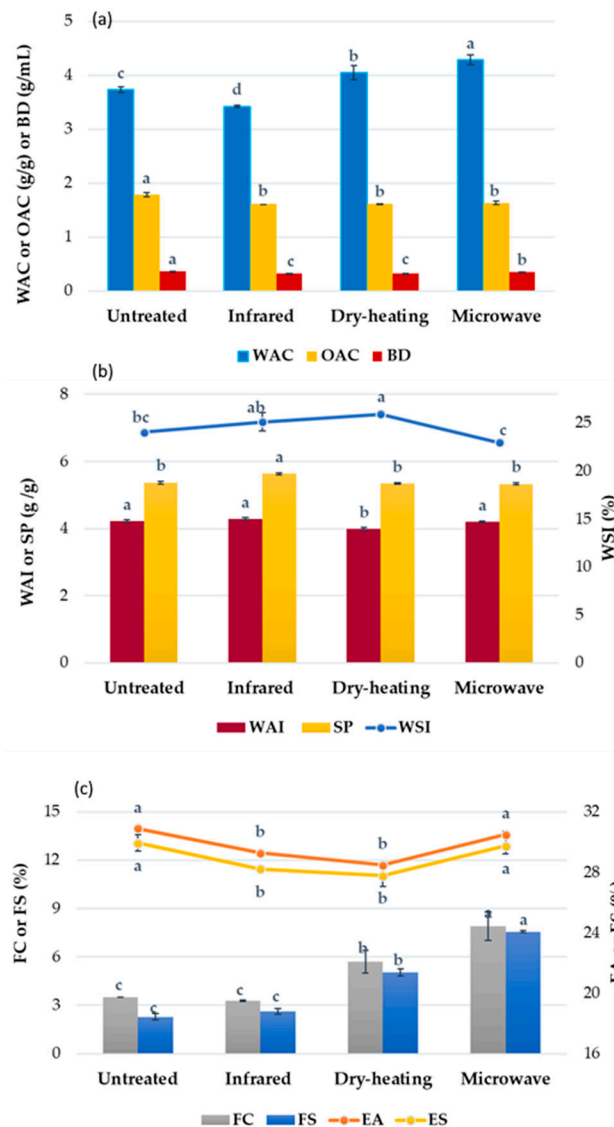 (a)
WAC or OAC (g/g) or BD (g/mL)
5
4
3
2
1
0
c
a
a
d
b
c
b
b
c
a
b
b
Untreated
Infrared
Dry-heating
Microwave
WAC
OAC
BD
(b)
WAI or SP (g/g)
8
6
4
2
0
bc
ab
a
c
a
b
a
a
b
b
a
b
25
20
15
10
5
0
WSI (%)
Untreated
Infrared
Dry-heating
Microwave
WAI
SP
WSI
(c)
FC or FS (%)
15
12
9
6
3
0
a
b
b
a
a
b
b
a
c
c
c
c
b
b
a
a
32
28
24
20
16
Untreated
Infrared
Dry-heating
Microwave
FC
FS
EA
ES